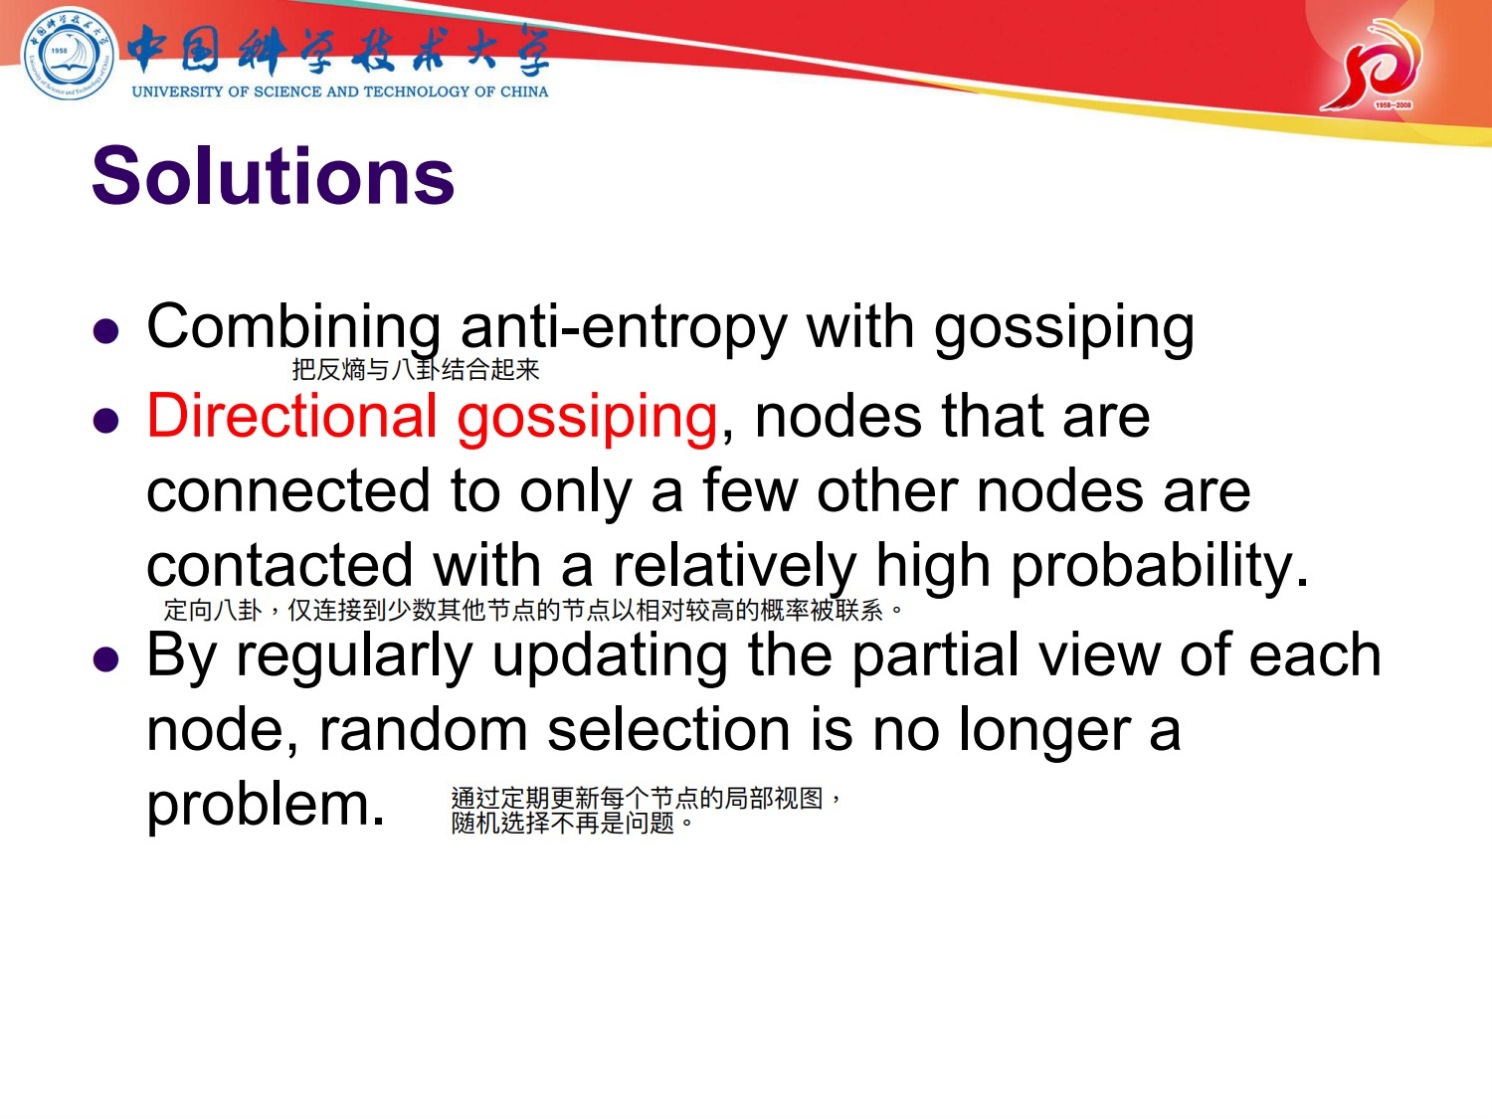 中国科学技术大学
UNIVERSITY OF SCIENCE AND TECHNOLOGY OF CHINA
1958
1958-2008
Solutions
● Combining anti-entropy with gossiping
把反熵与八卦结合起来
● Directional gossiping, nodes that are
connected to only a few other nodes are
contacted with a relatively high probability.
定向八卦，仅连接到少数其他节点的节点以相对较高的概率被联系。
● By regularly updating the partial view of each
node, random selection is no longer a
problem.
通过定期更新每个节点的局部视图，
随机选择不再是问题。